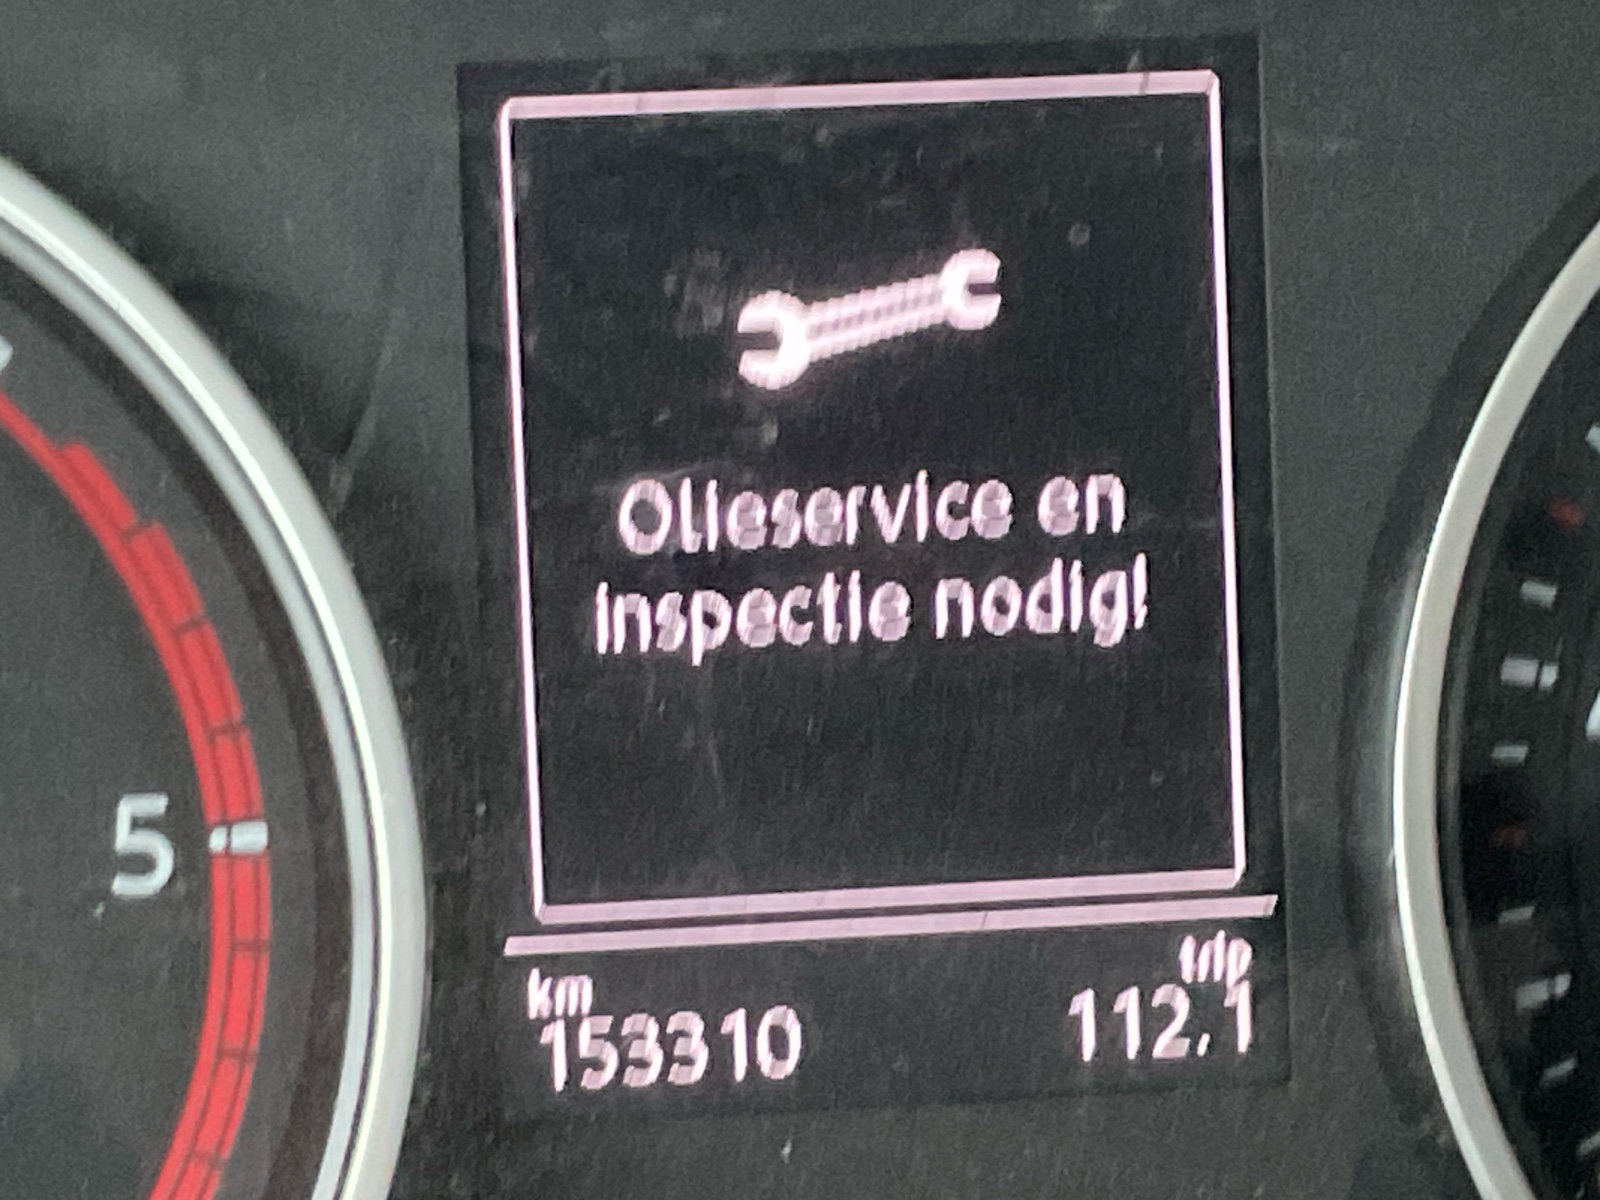 Olieservice en
inspectie nodig!
km
trip
153310
112.1
5